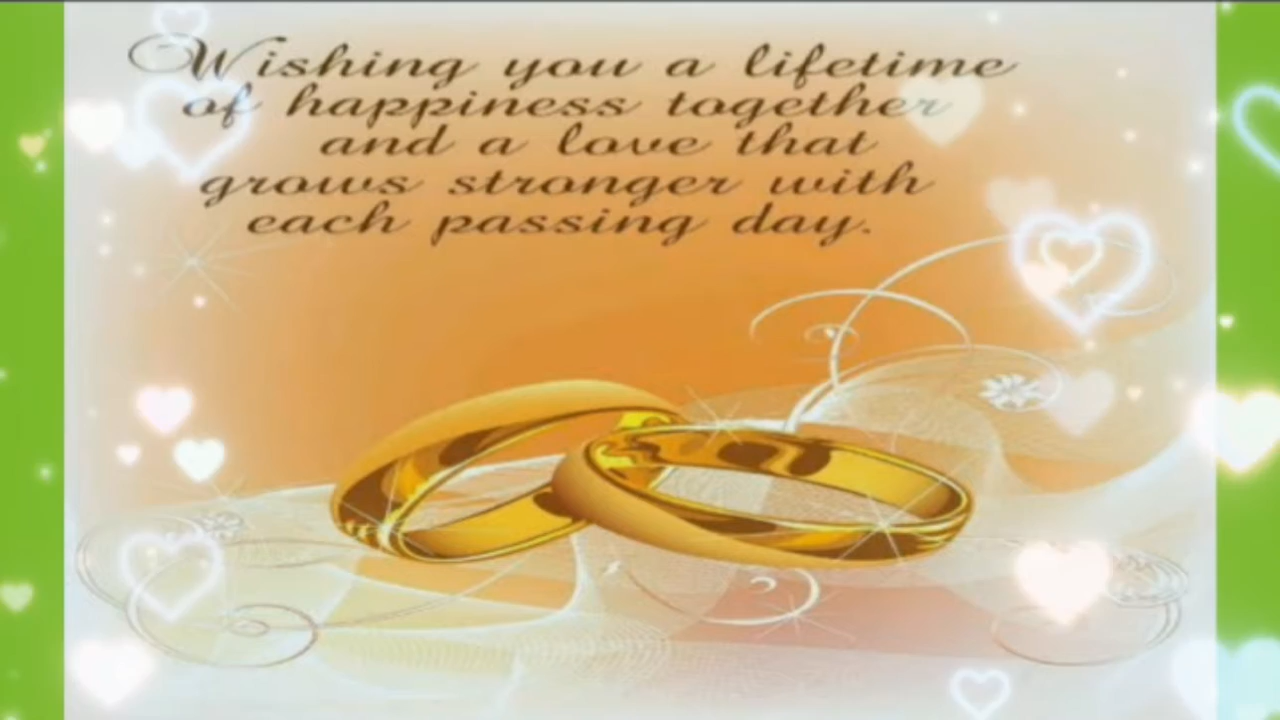 Wishing you a lifetime
of happiness together
and a love that
grows stronger with
each passing day.